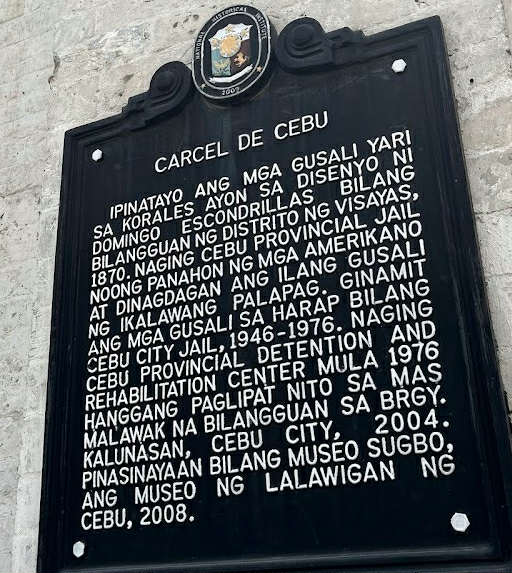 NATIONAL HISTORICAL INSTITUTE
2009
CARCEL DE CEBU
IPINATAYO ANG MGA GUSALI YARI
SA KORALES AYON SA DISENYO NI
DOMINGO ESCONDRILLAS BILANG
BILANGGUAN NG DISTRITO NG VISAYAS,
1870. NAGING CEBU PROVINCIAL JAIL
NOONG PANAHON NG MGA AMERIKANO
AT DINAGDAGAN ANG ILANG GUSALI
NG IKALAWANG PALAPAG. GINAMIT
ANG MGA GUSALI SA HARAP BILANG
CEBU CITY JAIL, 1946-1976. NAGING
CEBU PROVINCIAL DETENTION AND
REHABILITATION CENTER MULA 1976
HANGGANG PAGLIPAT NITO SA MAS
MALAWAK NA BILANGGUAN SA BRGY.
KALUNASAN, CEBU CITY, 2004.
PINASINAYAAN BILANG MUSEO SUGBO,
ANG MUSEO NG LALAWIGAN NG
CEBU, 2008.